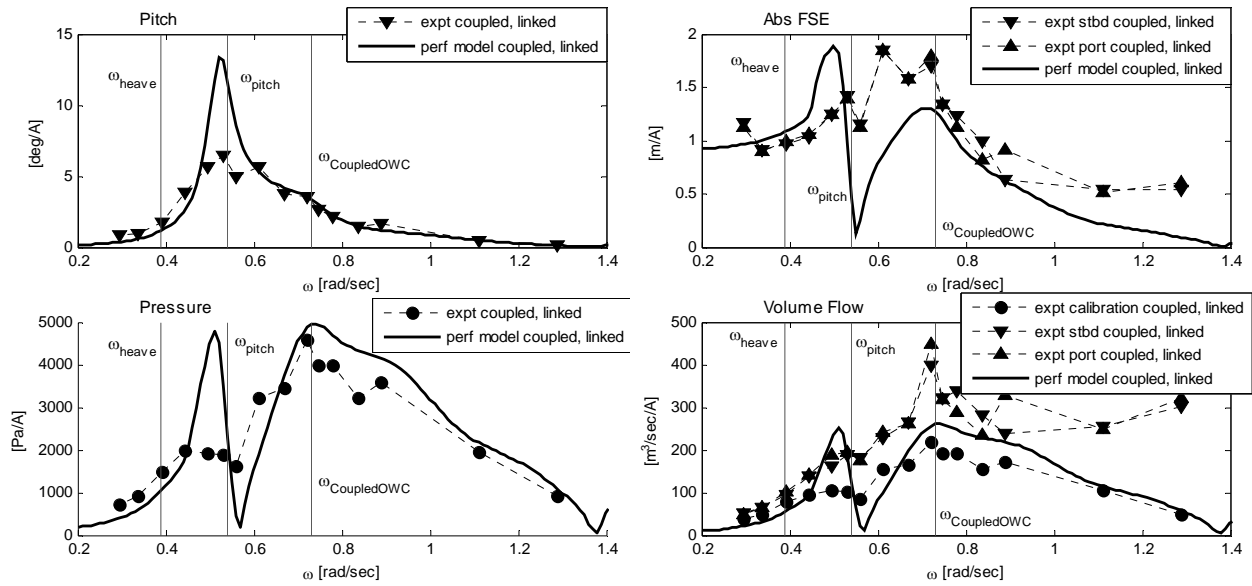 Pitch
expt coupled, linked
perf model coupled, linked
15
10
5
0
[deg/A]
ωheave
ωpitch
ωCoupledOWC
0.2 0.4 0.6 0.8 1 1.2 1.4
ω [rad/sec]
Abs FSE
expt stbd coupled, linked
expt port coupled, linked
perf model coupled, linked
2
1.5
1
0.5
0
[m/A]
ωheave
ωpitch
ωCoupledOWC
0.2 0.4 0.6 0.8 1 1.2 1.4
ω [rad/sec]
Pressure
expt coupled, linked
perf model coupled, linked
5000
4000
3000
2000
1000
0
[Pa/A]
ωheave
ωpitch
ωCoupledOWC
0.2 0.4 0.6 0.8 1 1.2 1.4
ω [rad/sec]
Volume Flow
expt calibration coupled, linked
expt stbd coupled, linked
expt port coupled, linked
perf model coupled, linked
500
400
300
200
100
0
[m³/sec/A]
ωheave
ωpitch
ωCoupledOWC
0.2 0.4 0.6 0.8 1 1.2 1.4
ω [rad/sec]